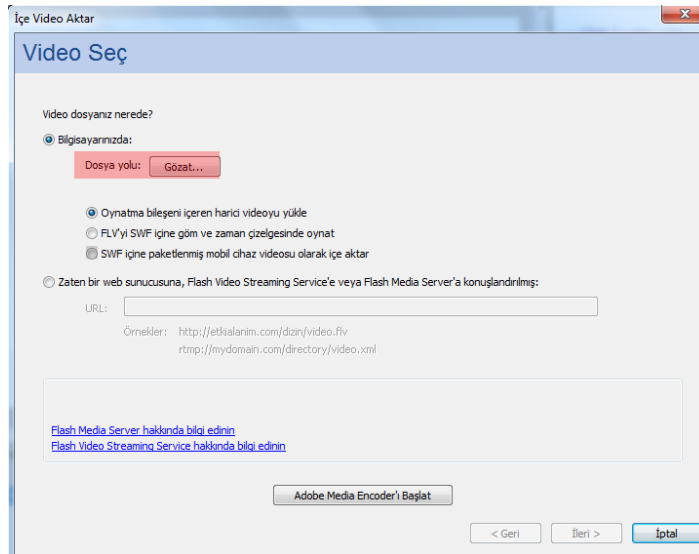 İçe Video Aktar
Video Seç
Video dosyanız nerede?
Bilgisayarınızda:
Dosya yolu: Gözat...
Oynatma bileşeni içeren harici videoyu yükle
FLV'yi SWF içine göm ve zaman çizelgesinde oynat
SWF içine paketlenmiş mobil cihaz videosu olarak içe aktar
Zaten bir web sunucusuna, Flash Video Streaming Service'e veya Flash Media Server'a konuşlandırılmış:
URL:
Örnekler: http://etkialanim.com/dizin/video.flv
rtmp://mydomain.com/directory/video.xml
Flash Media Server hakkında bilgi edinin
Flash Video Streaming Service hakkında bilgi edinin
Adobe Media Encoder'ı Başlat
< Geri İleri > İptal